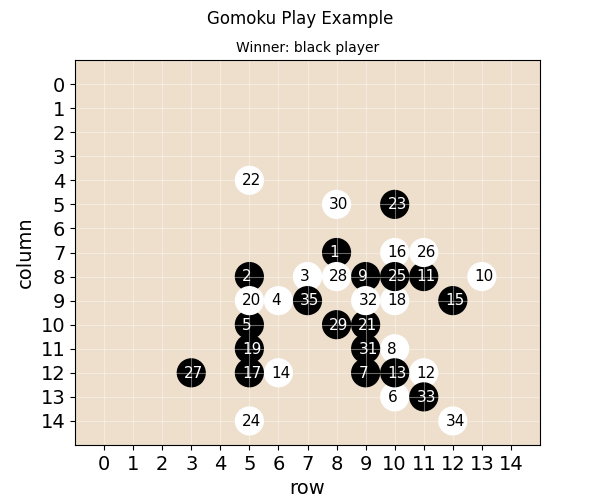 Gomoku Play Example
Winner: black player
0
1
2
3
4 22
5 30 23
6
7 1 16 26
8 2 3 28 9 25 11 10
9 20 4 35 32 18 15
10 5 29 21
11 19 31 8
12 27 17 14 7 13 12
13 6 33
14 24 34
column
0 1 2 3 4 5 6 7 8 9 10 11 12 13 14
row